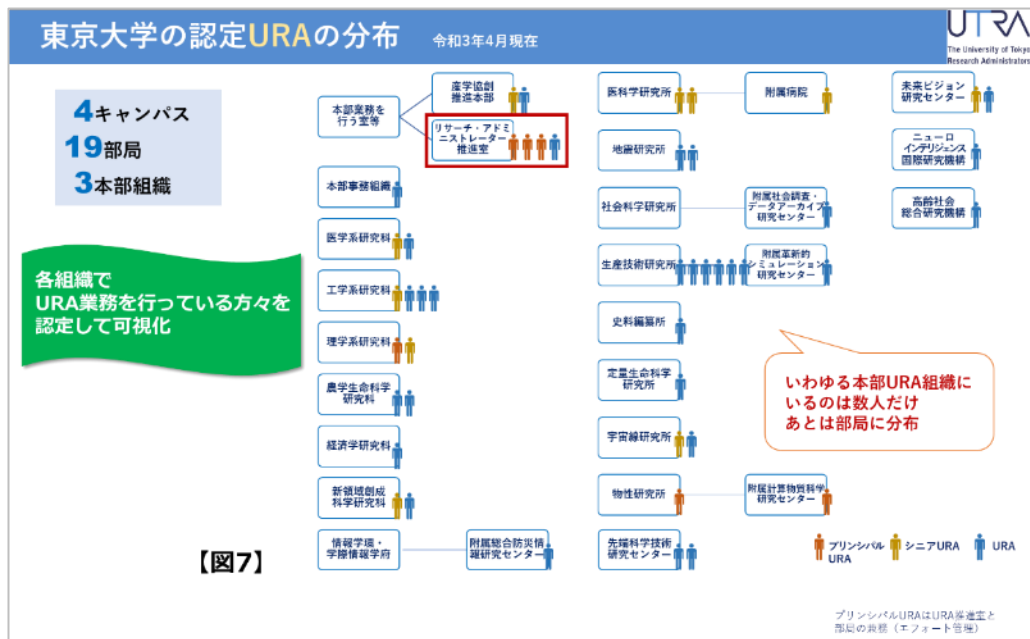 東京大学の認定URAの分布
令和3年4月現在
UTRA
The University of Tokyo
Research Administrators
4キャンパス
19部局
3本部組織
各組織で
URA業務を行っている方々を
認定して可視化
本部業務を
行う室等
産学協創
推進本部
リサーチ・アドミ
ニストレーター
推進室
本部事務組織
医学系研究科
工学系研究科
理学系研究科
農学生命科学
研究科
経済学研究科
新領域創成
科学研究科
情報学環・
学際情報学府
附属総合防災情
報研究センター
医科学研究所
附属病院
地震研究所
社会科学研究所
附属社会調査・
データアーカイブ
研究センター
生産技術研究所
附属革新的
シミュレーション
研究センター
史料編纂所
定量生命科学
研究所
宇宙線研究所
物性研究所
附属計算物質科学
研究センター
先端科学技術
研究センター
未来ビジョン
研究センター
ニューロ
インテリジェンス
国際研究機構
高齢社会
総合研究機構
いわゆる本部URA組織に
いるのは数人だけ
あとは部局に分布
プリンシパル
URA
シニアURA
URA
【図7】
プリンシパルURAはURA推進室と
部局の兼務（エフォート管理）